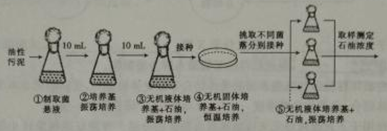 油性污泥
10 mL
10 mL
接种
挑取不同菌落分别接种
取样测定石油浓度
①制取菌悬液
②培养基振荡培养
③无机液体培养基+石油,振荡培养
④无机固体培养基+石油,恒温培养
⑤无机液体培养基+石油,振荡培养